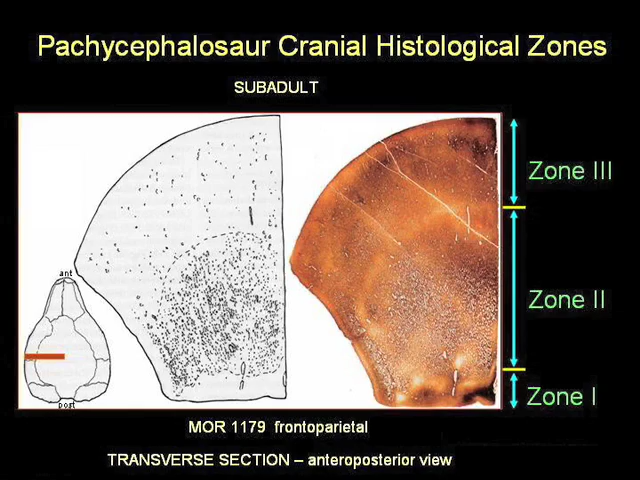 Pachycephalosaur Cranial Histological Zones
SUBADULT
Zone III
ant
Zone II
Zone I
post
MOR 1179 frontoparietal
TRANSVERSE SECTION – anteroposterior view